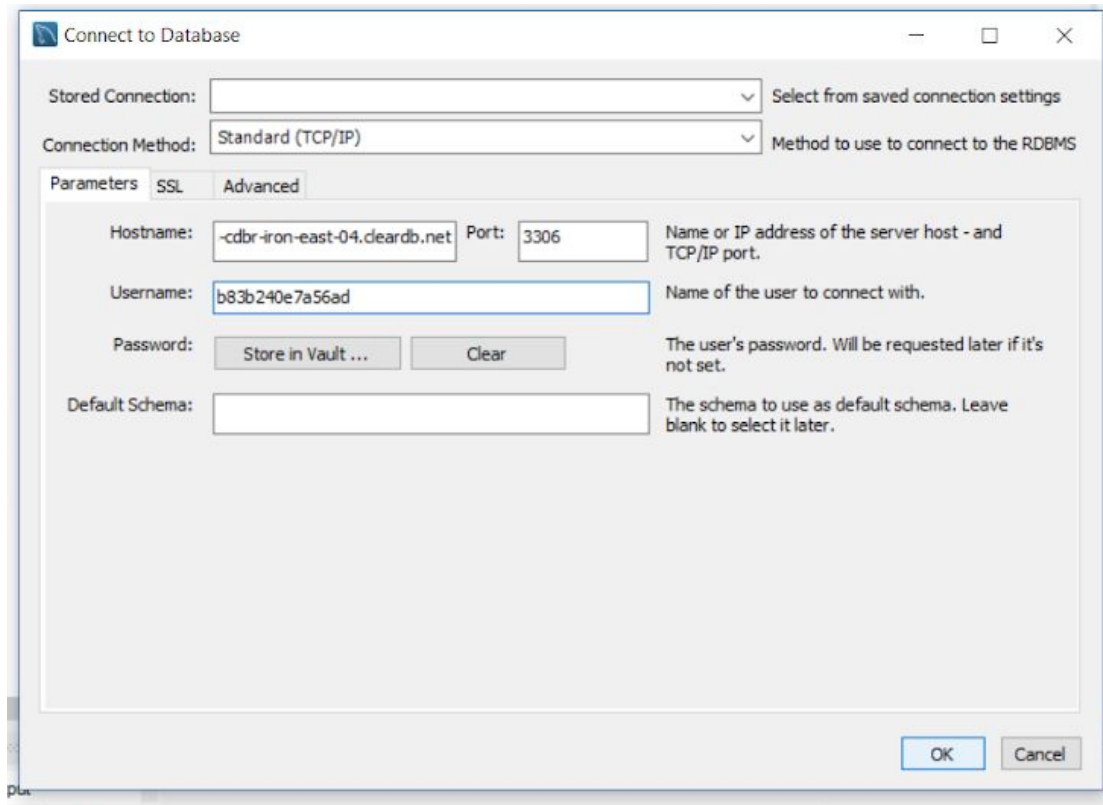 Connect to Database
Stored Connection: Select from saved connection settings
Connection Method: Standard (TCP/IP) Method to use to connect to the RDBMS
Parameters SSL Advanced
Hostname: -cdbr-iron-east-04.cleardb.net Port: 3306 Name or IP address of the server host - and
TCP/IP port.
Username: b83b240e7a56ad Name of the user to connect with.
Password: Store in Vault ... Clear The user's password. Will be requested later if it's
not set.
Default Schema: The schema to use as default schema. Leave
blank to select it later.
OK Cancel
put